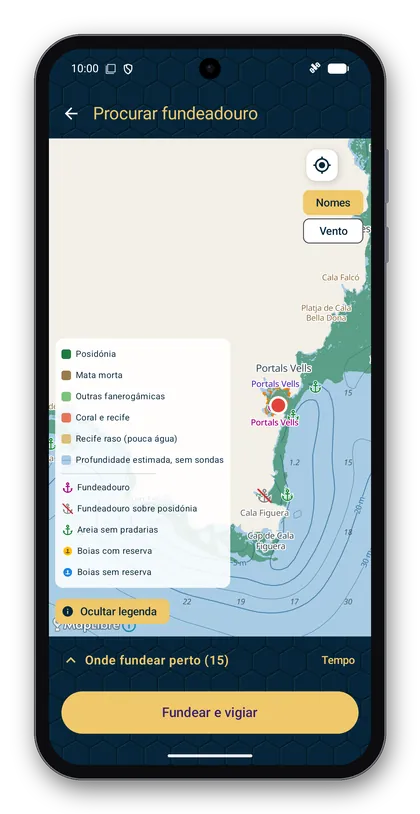 10:00
Procurar fundeadouro
Nomes
Vento
Cala Falcó
Platja de Cala
Bella Dona
Portals Vells
Portals Vells
Portals Vells
15
1.2
15
20 m
Cala Figuera
Cap de Cala
Figuera
30 m
22
19
17
30
Posidónia
Mata morta
Outras fanerogâmicas
Coral e recife
Recife raso (pouca água)
Profundidade estimada, sem sondas
Fundeadouro
Fundeadouro sobre posidónia
Areia sem pradarias
Boias com reserva
Boias sem reserva
Ocultar legenda
MapLibre
Onde fundear perto (15)
Tempo
Fundear e vigiar